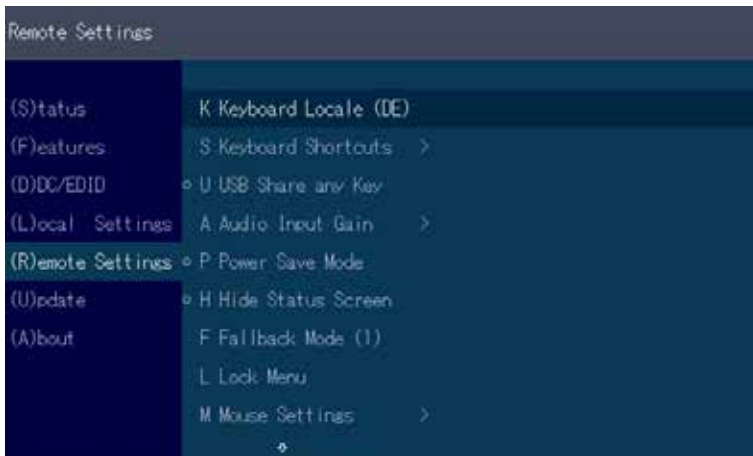 Remote Settings
(S)tatus
(F)eatures
(D)DC/EDID
(L)ocal Settings
(R)emote Settings
(U)pdate
(A)bout
K Keyboard Locale (DE)
S Keyboard Shortcuts >
U USB Share any Key
A Audio Input Gain >
P Power Save Mode
H Hide Status Screen
F Fallback Mode (1)
L Lock Menu
M Mouse Settings >